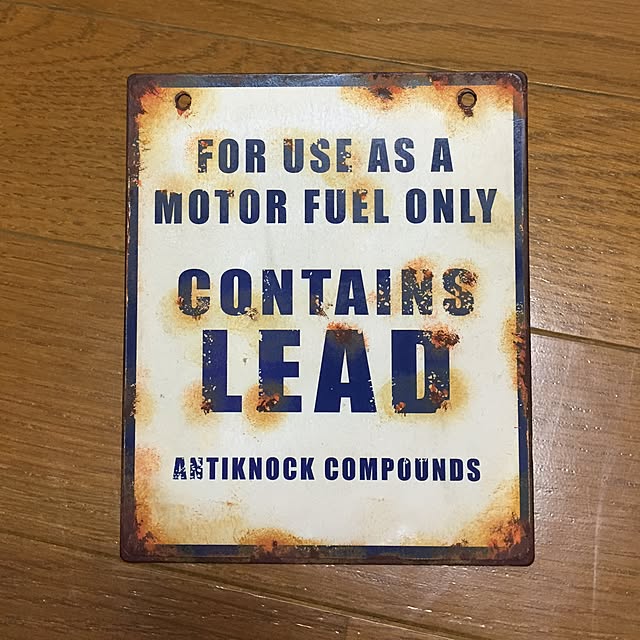 FOR USE AS A
MOTOR FUEL ONLY
CONTAINS
LEAD
ANTIKNOCK COMPOUNDS